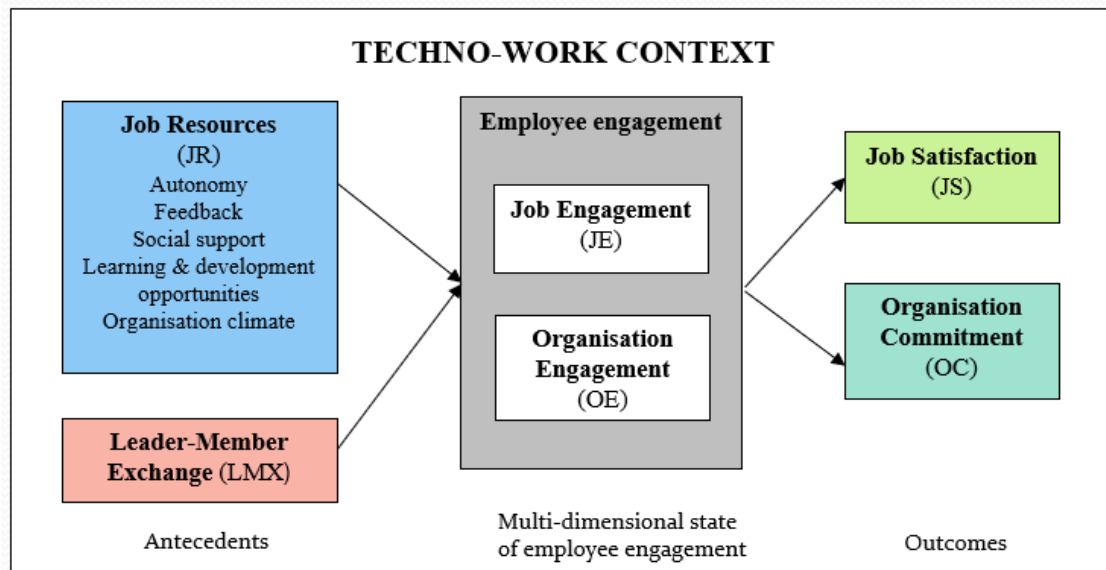 TECHNO-WORK CONTEXT
Job Resources
(JR)
Autonomy
Feedback
Social support
Learning & development
opportunities
Organisation climate
Leader-Member
Exchange (LMX)
Antecedents
Employee engagement
Job Engagement
(JE)
Organisation
Engagement
(OE)
Multi-dimensional state
of employee engagement
Job Satisfaction
(JS)
Organisation
Commitment
(OC)
Outcomes